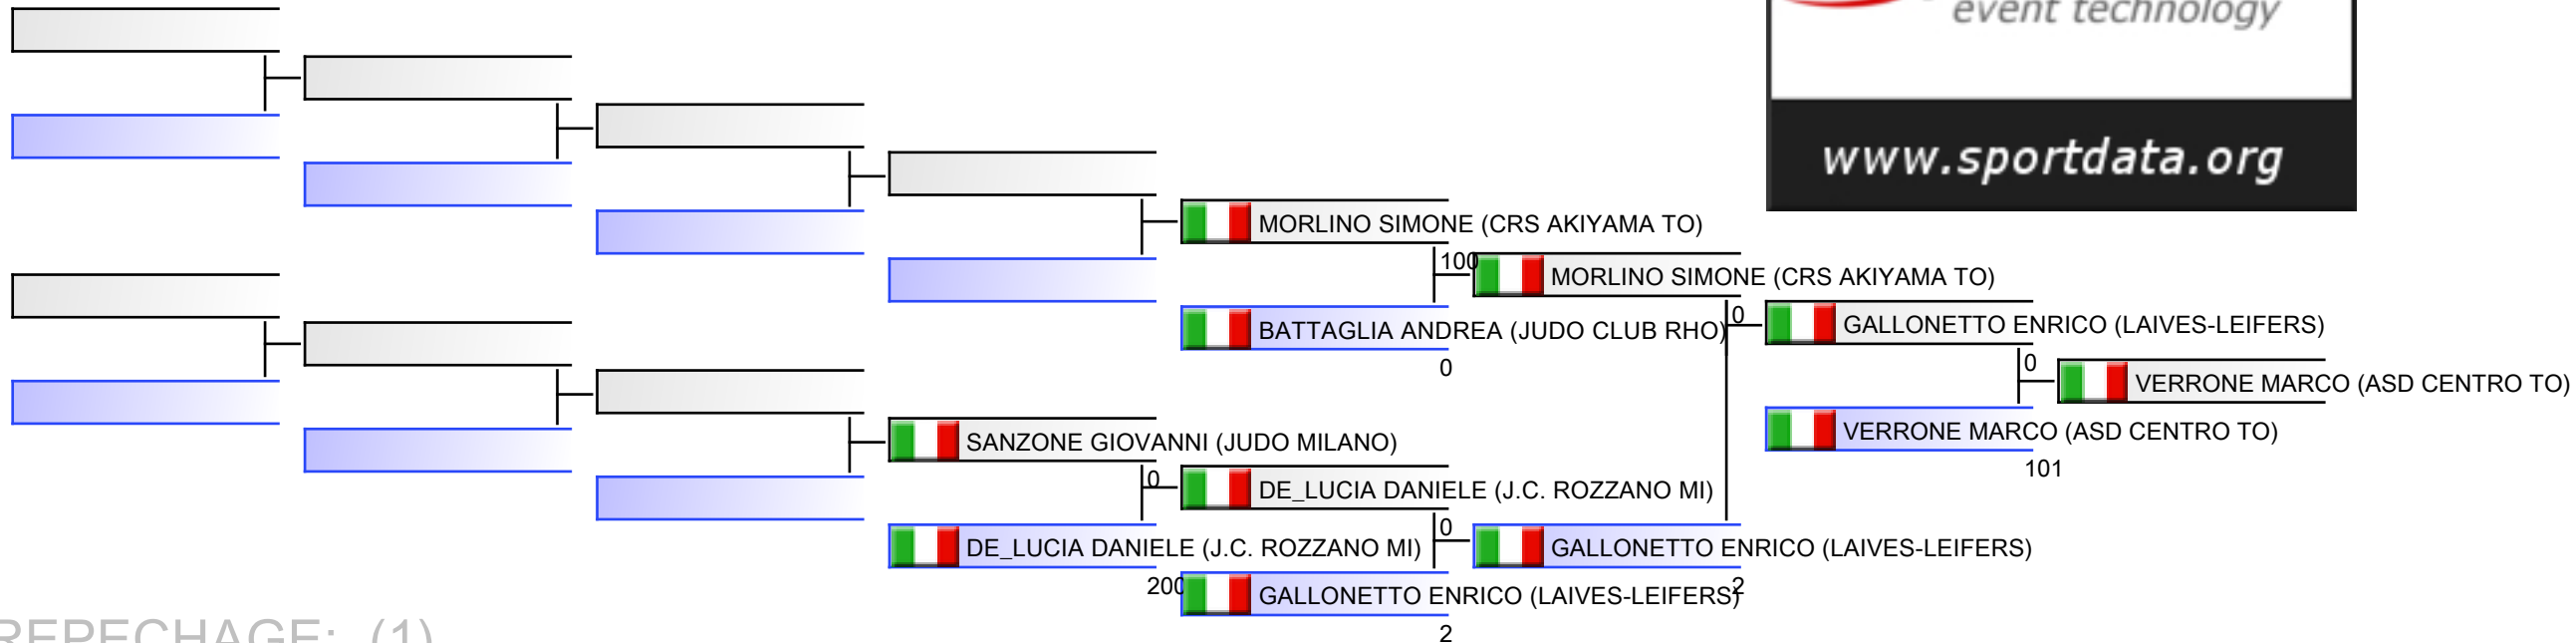 event technology
www.sportdata.org
MORLINO SIMONE (CRS AKIYAMA TO)
100
MORLINO SIMONE (CRS AKIYAMA TO)
BATTAGLIA ANDREA (JUDO CLUB RHO)
0
0
GALLONETTO ENRICO (LAIVES-LEIFERS)
0
VERRONE MARCO (ASD CENTRO TO)
VERRONE MARCO (ASD CENTRO TO)
101
SANZONE GIOVANNI (JUDO MILANO)
0
DE_LUCIA DANIELE (J.C. ROZZANO MI)
DE_LUCIA DANIELE (J.C. ROZZANO MI)
200
0
GALLONETTO ENRICO (LAIVES-LEIFERS)
2
GALLONETTO ENRICO (LAIVES-LEIFERS)
2
REPECHAGE: (1)